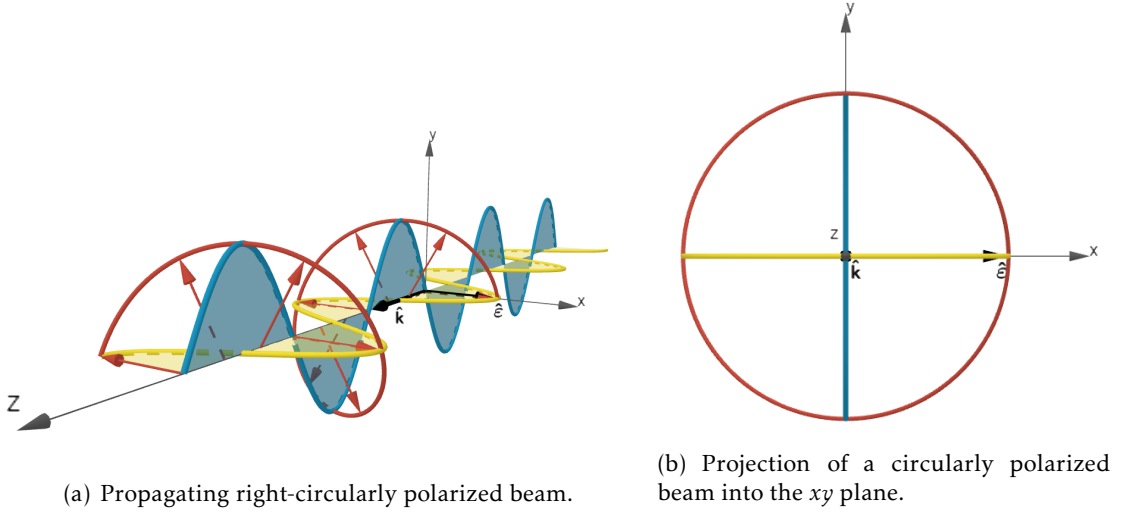 y
x
k̂
ε̂
Z
(a) Propagating right-circularly polarized beam.
y
z
x
k̂
ε̂
(b) Projection of a circularly polarized
beam into the xy plane.